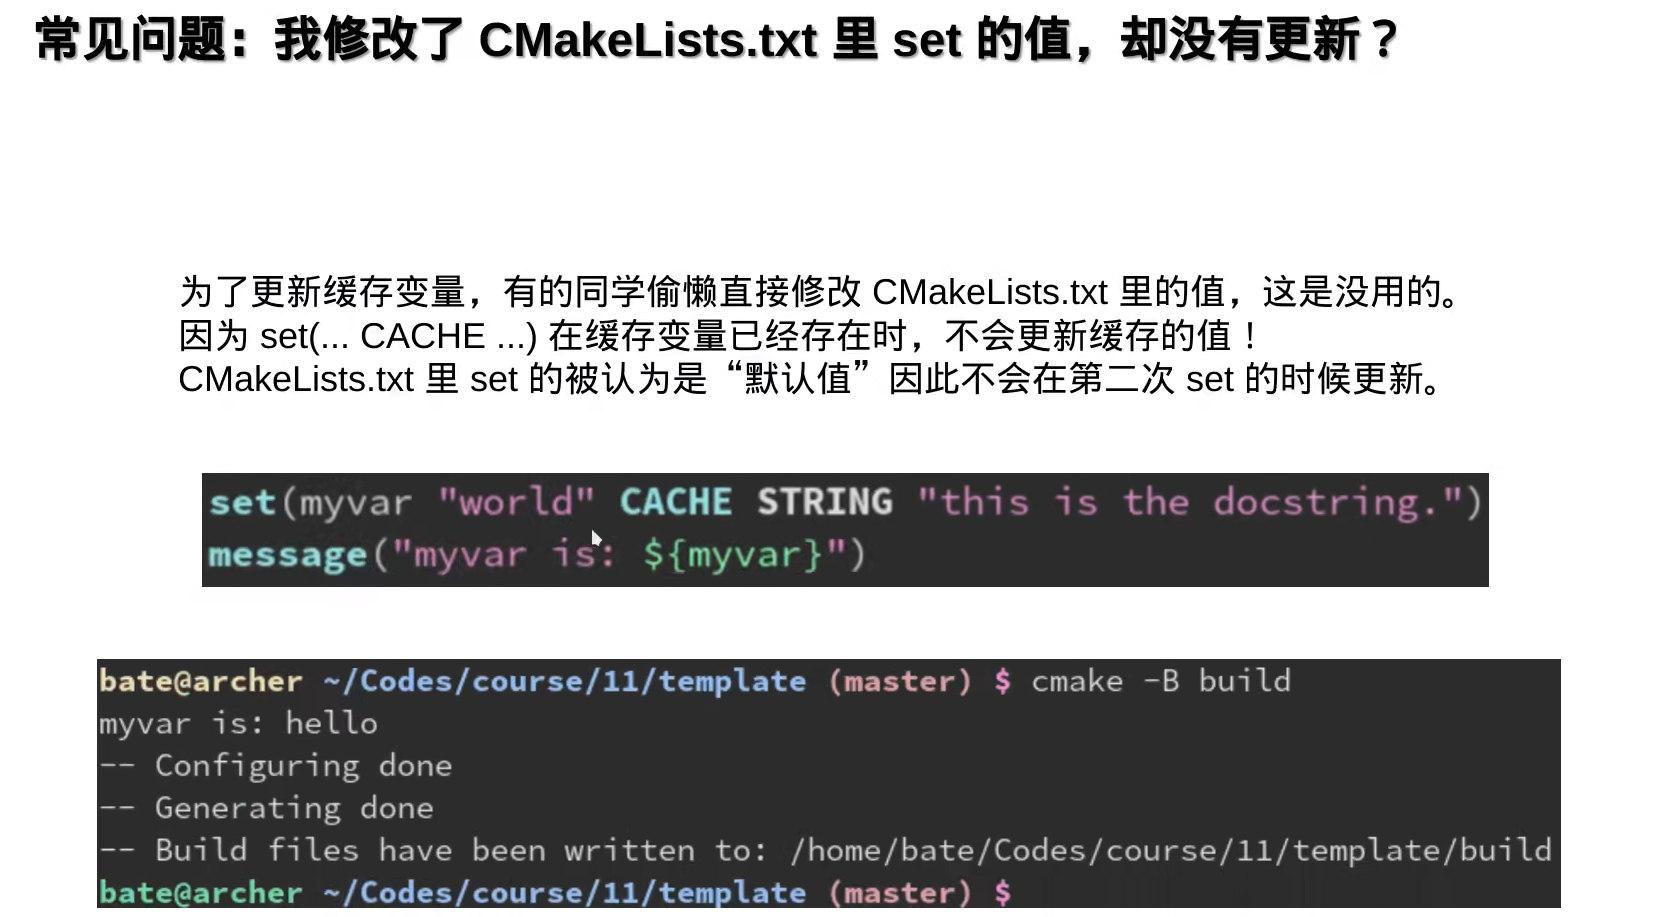 常见问题：我修改了 CMakeLists.txt 里 set 的值，却没有更新？
为了更新缓存变量，有的同学偷懒直接修改 CMakeLists.txt 里的值，这是没用的。
因为 set(... CACHE ...) 在缓存变量已经存在时，不会更新缓存的值！
CMakeLists.txt 里 set 的被认为是“默认值”因此不会在第二次 set 的时候更新。
set(myvar "world" CACHE STRING "this is the docstring.")
message("myvar is: ${myvar}")
bate@archer ~/Codes/course/11/template (master) $ cmake -B build
myvar is: hello
-- Configuring done
-- Generating done
-- Build files have been written to: /home/bate/Codes/course/11/template/build
bate@archer ~/Codes/course/11/template (master) $